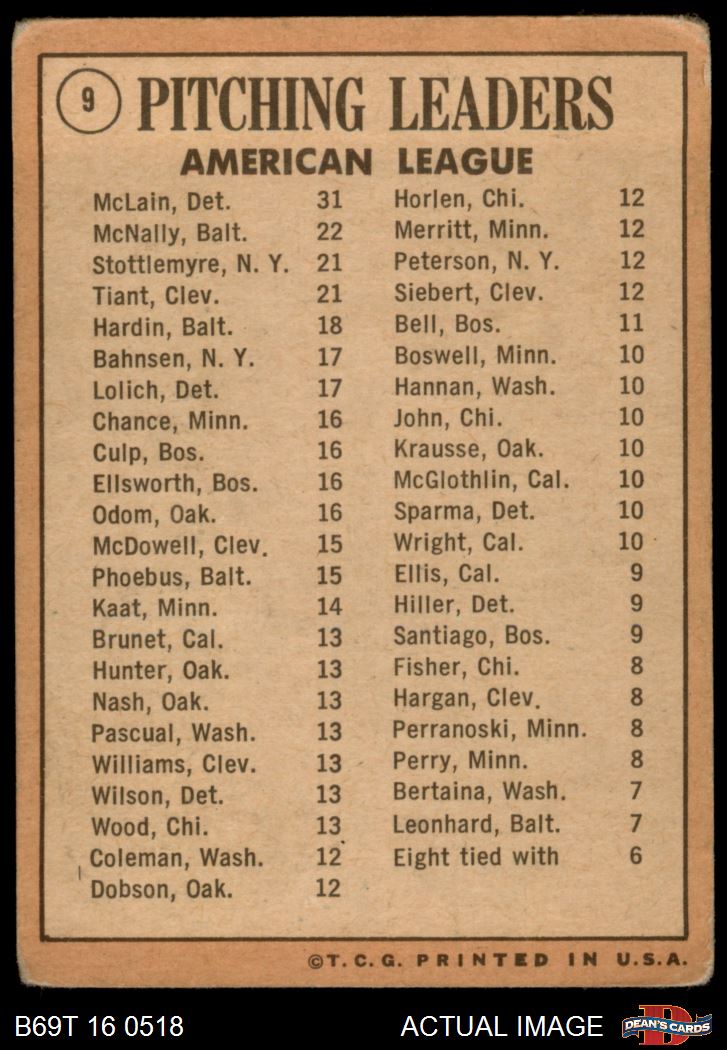 9
PITCHING LEADERS
AMERICAN LEAGUE
McLain, Det. 31
McNally, Balt. 22
Stottlemyre, N. Y. 21
Tiant, Clev. 21
Hardin, Balt. 18
Bahnsen, N. Y. 17
Lolich, Det. 17
Chance, Minn. 16
Culp, Bos. 16
Ellsworth, Bos. 16
Odom, Oak. 16
McDowell, Clev. 15
Phoebus, Balt. 15
Kaat, Minn. 14
Brunet, Cal. 13
Hunter, Oak. 13
Nash, Oak. 13
Pascual, Wash. 13
Williams, Clev. 13
Wilson, Det. 13
Wood, Chi. 13
Coleman, Wash. 12
Dobson, Oak. 12
Horlen, Chi. 12
Merritt, Minn. 12
Peterson, N. Y. 12
Siebert, Clev. 12
Bell, Bos. 11
Boswell, Minn. 10
Hannan, Wash. 10
John, Chi. 10
Krausse, Oak. 10
McGlothlin, Cal. 10
Sparma, Det. 10
Wright, Cal. 10
Ellis, Cal. 9
Hiller, Det. 9
Santiago, Bos. 9
Fisher, Chi. 8
Hargan, Clev. 8
Perranoski, Minn. 8
Perry, Minn. 8
Bertaina, Wash. 7
Leonhard, Balt. 7
Eight tied with 6
©T. C. G. PRINTED IN U.S.A.
B69T 16 0518
ACTUAL IMAGE
D
DEAN'S CARDS